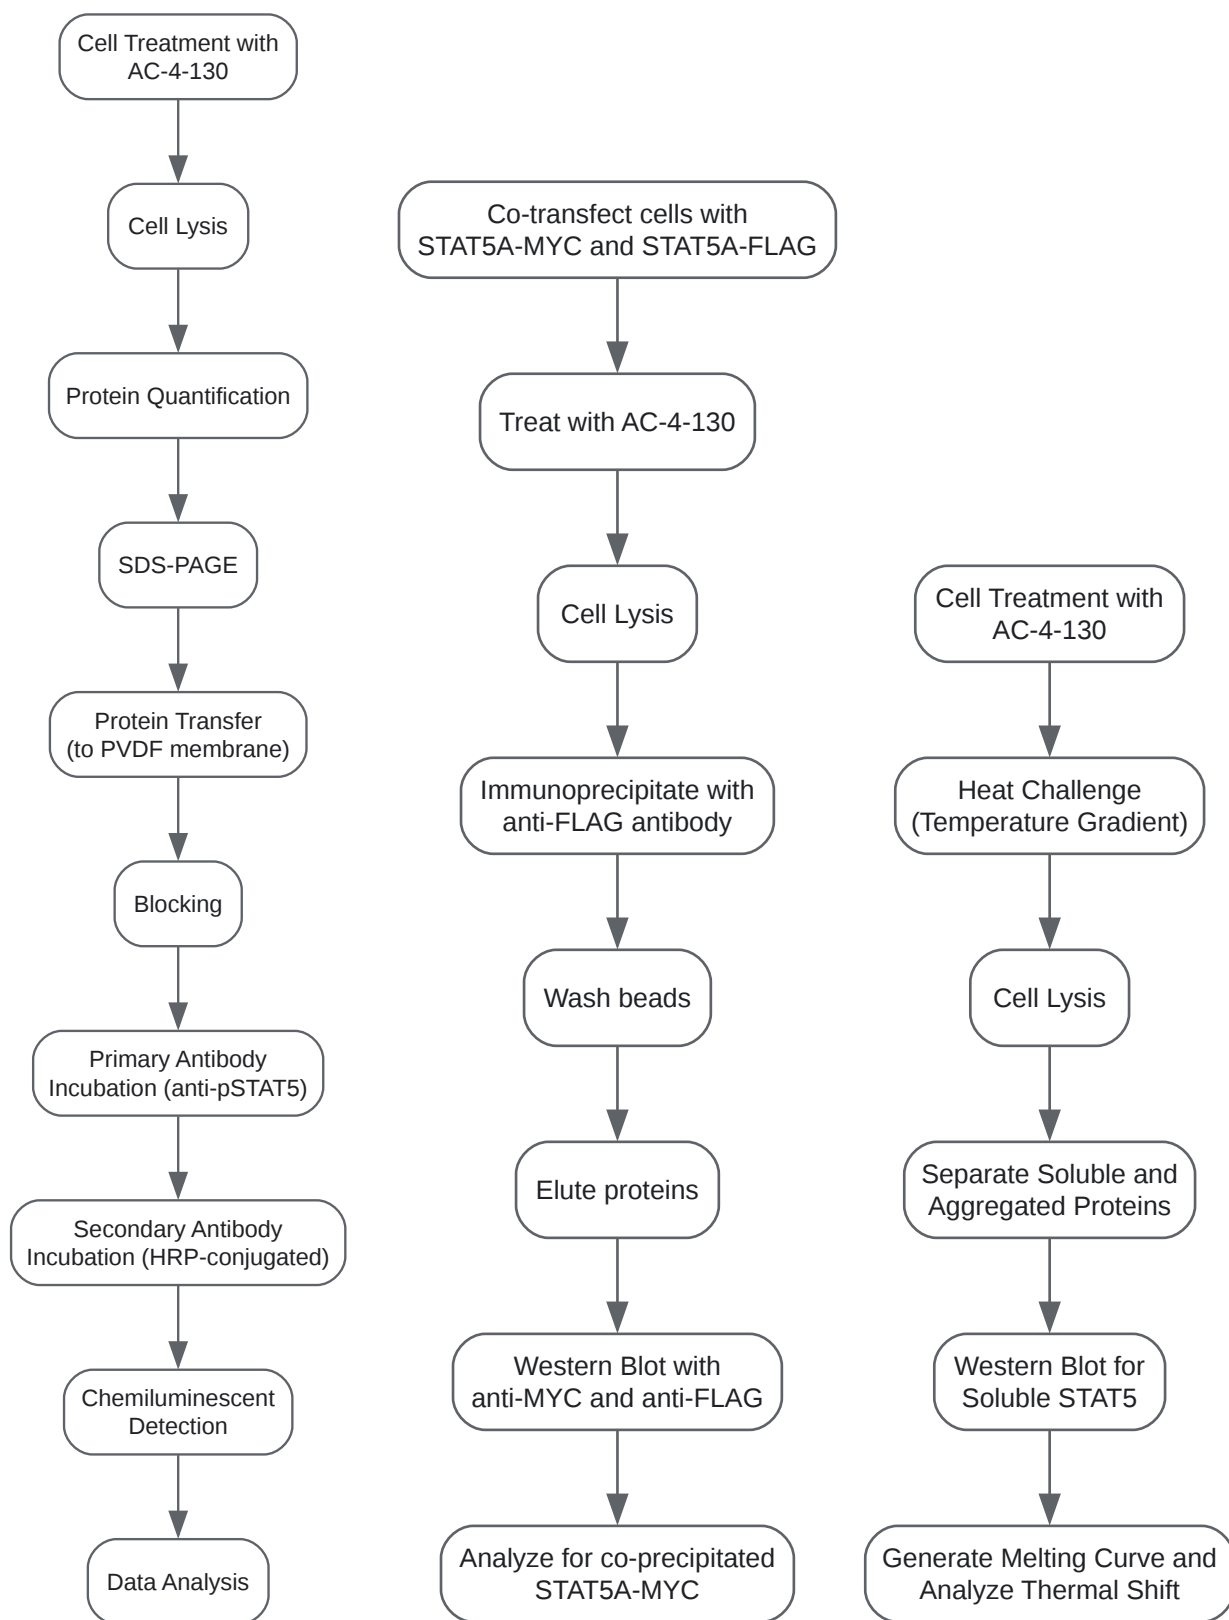 Cell Treatment with
AC-4-130
Cell Lysis
Protein Quantification
SDS-PAGE
Protein Transfer
(to PVDF membrane)
Blocking
Primary Antibody
Incubation (anti-pSTAT5)
Secondary Antibody
Incubation (HRP-conjugated)
Chemiluminescent
Detection
Data Analysis
Co-transfect cells with
STAT5A-MYC and STAT5A-FLAG
Treat with AC-4-130
Cell Lysis
Immunoprecipitate with
anti-FLAG antibody
Wash beads
Elute proteins
Western Blot with
anti-MYC and anti-FLAG
Analyze for co-precipitated
STAT5A-MYC
Cell Treatment with
AC-4-130
Heat Challenge
(Temperature Gradient)
Cell Lysis
Separate Soluble and
Aggregated Proteins
Western Blot for
Soluble STAT5
Generate Melting Curve and
Analyze Thermal Shift